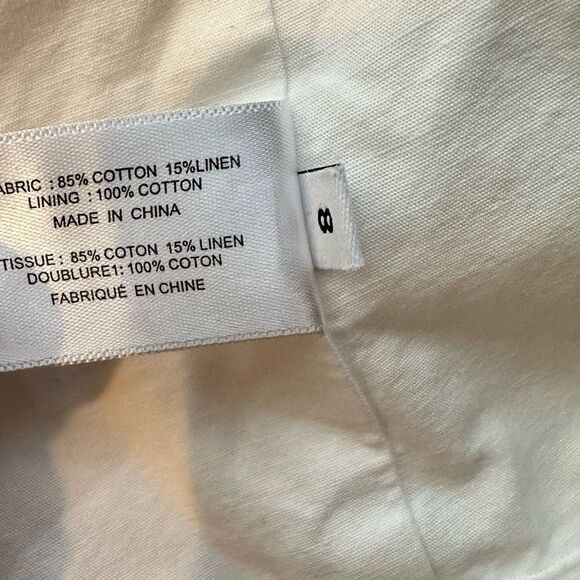 ABRIC : 85% COTTON 15%LINEN
LINING : 100% COTTON
MADE IN CHINA
TISSUE : 85% COTON 15% LINEN
DOUBLURE1: 100% COTON
FABRIQUÉ EN CHINE
8